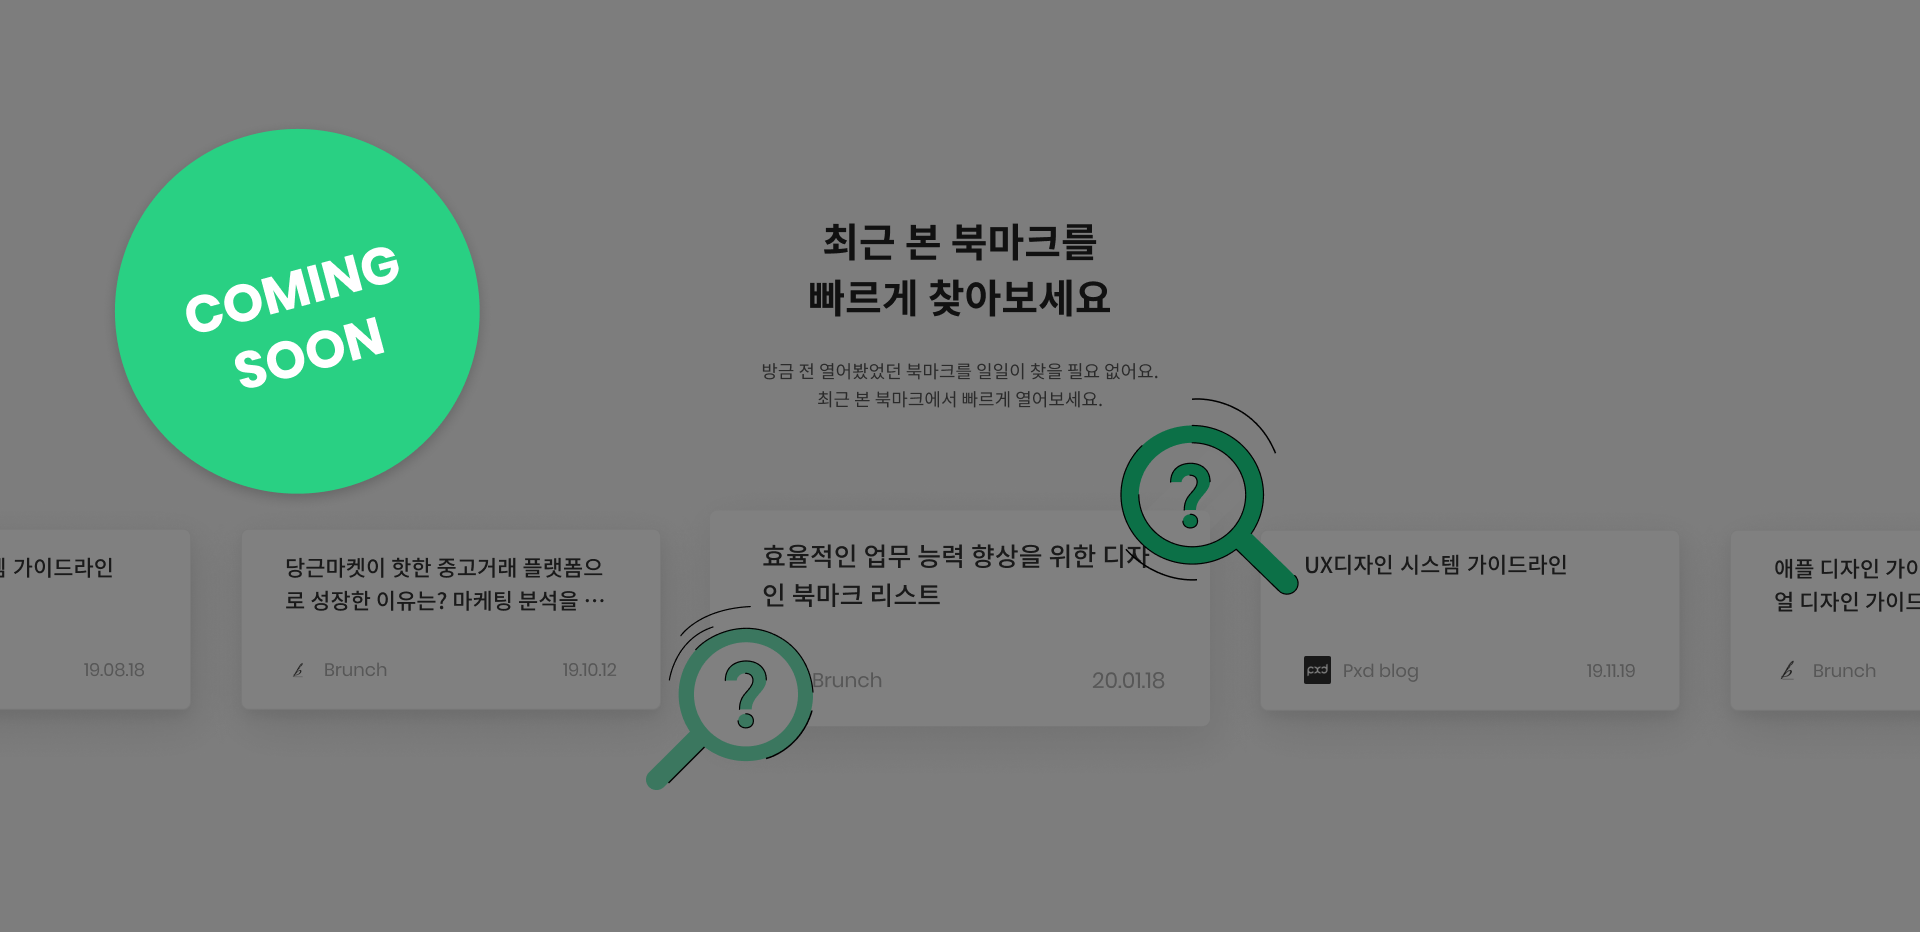 COMING
SOON
최근 본 북마크를
빠르게 찾아보세요
방금 전 열어봤었던 북마크를 일일이 찾을 필요 없어요.
최근 본 북마크에서 빠르게 열어보세요.
가이드라인
19.08.18
당근마켓이 핫한 중고거래 플랫폼으
로 성장한 이유는? 마케팅 분석을 ···
Brunch
19.10.12
효율적인 업무 능력 향상을 위한 디자
인 북마크 리스트
Brunch
20.01.18
?
?
UX디자인 시스템 가이드라인
pxd
Pxd blog
19.11.19
애플 디자인 가이
얼 디자인 가이드
b
Brunch